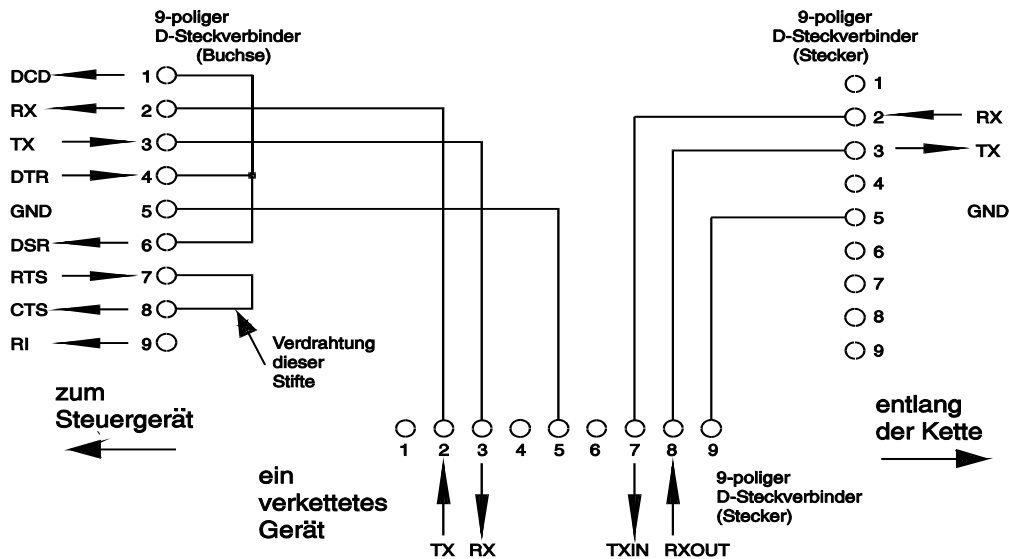 9-poliger
D-Steckverbinder
(Buchse)
DCD 1
RX 2
TX 3
DTR 4
GND 5
DSR 6
RTS 7
CTS 8
RI 9
Verdrahtung
dieser
Stifte
zum
Steuergerät
9-poliger
D-Steckverbinder
(Stecker)
1
2 RX
3 TX
4
5 GND
6
7
8
9
entlang
der Kette
1 2 3 4 5 6 7 8 9
ein
verkettetes
Gerät
9-poliger
D-Steckverbinder
(Stecker)
TX RX TXIN RXOUT